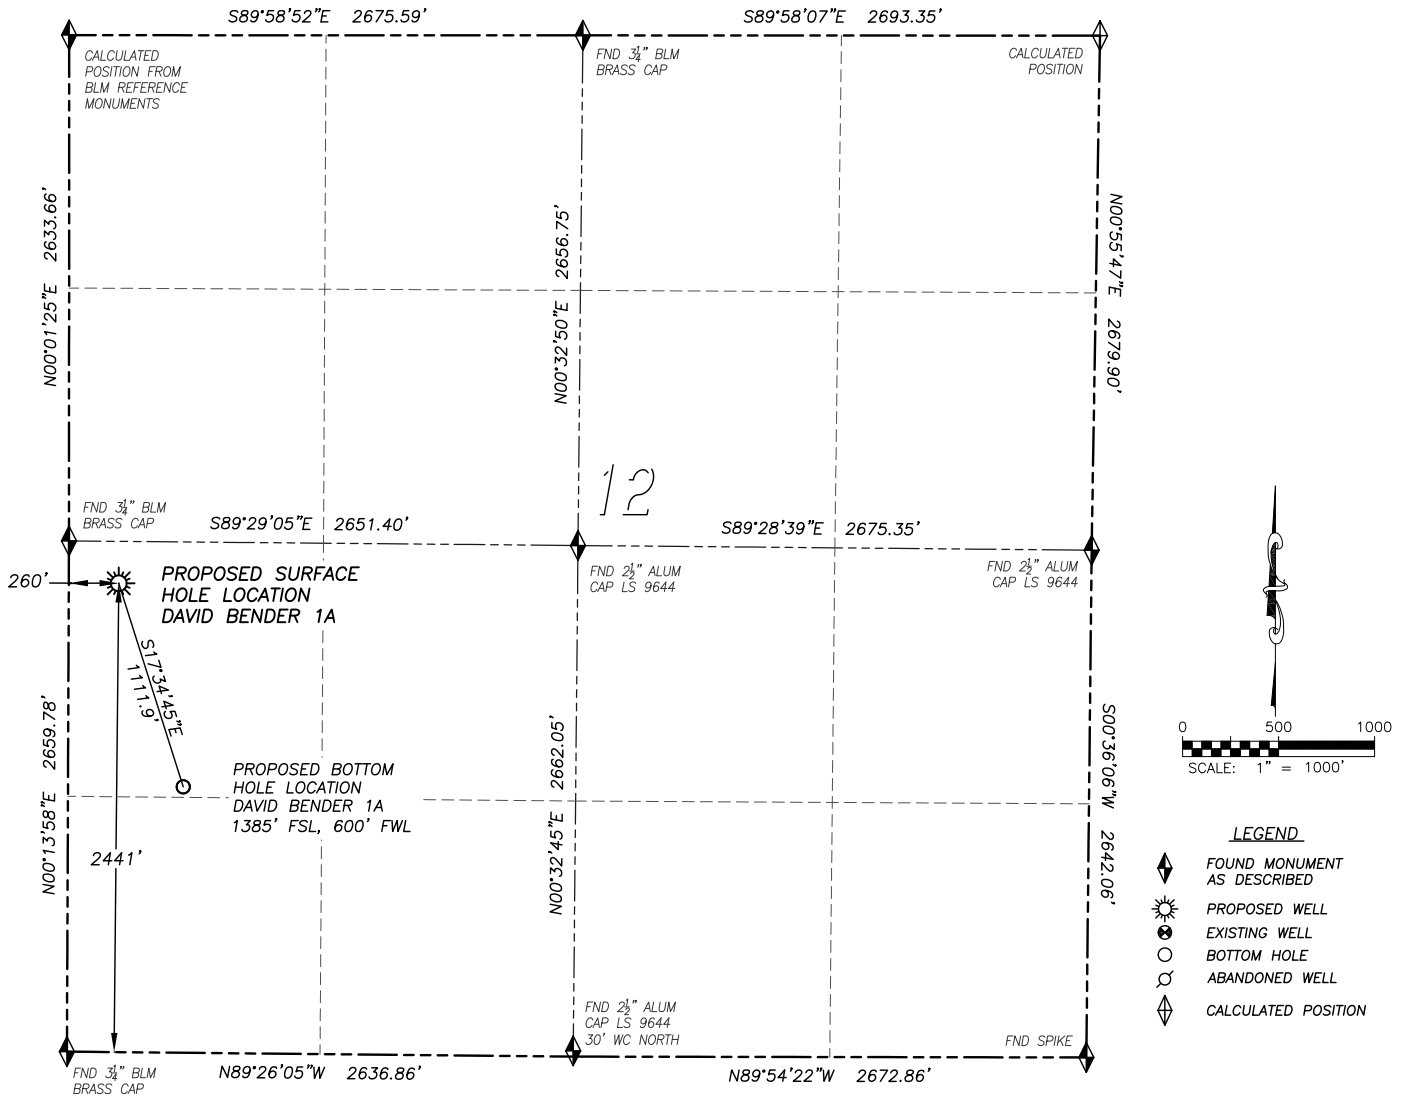 S89°58'52"E 2675.59'
S89°58'07"E 2693.35'
CALCULATED
POSITION FROM
BLM REFERENCE
MONUMENTS
FND 3¼" BLM
BRASS CAP
CALCULATED
POSITION
N00°01'25"E 2633.66'
N00°32'50"E 2656.75'
N00°55'47"E 2679.90'
12
FND 3¼" BLM
BRASS CAP
S89°29'05"E 2651.40'
S89°28'39"E 2675.35'
FND 2½" ALUM
CAP LS 9644
FND 2½" ALUM
CAP LS 9644
260'
PROPOSED SURFACE
HOLE LOCATION
DAVID BENDER 1A
S17°34'45"E
1111.9'
N00°13'58"E 2659.78'
N00°32'45"E 2662.05'
S00°36'06"W 2642.06'
PROPOSED BOTTOM
HOLE LOCATION
DAVID BENDER 1A
1385' FSL, 600' FWL
2441'
FND 2½" ALUM
CAP LS 9644
30' WC NORTH
FND SPIKE
FND 3¼" BLM
BRASS CAP
N89°26'05"W 2636.86'
N89°54'22"W 2672.86'
0 500 1000
SCALE: 1" = 1000'
LEGEND
FOUND MONUMENT
AS DESCRIBED
PROPOSED WELL
EXISTING WELL
BOTTOM HOLE
ABANDONED WELL
CALCULATED POSITION